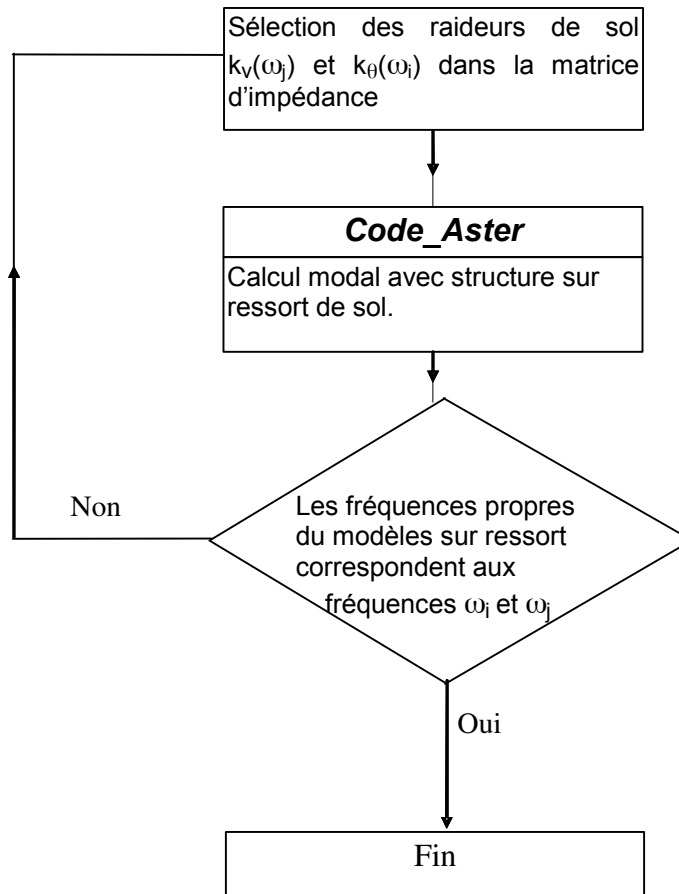 Sélection des raideurs de sol
kᵥ(ωⱼ) et k_θ(ωᵢ) dans la matrice
d'impédance
Code_Aster
Calcul modal avec structure sur
ressort de sol.
Non
Les fréquences propres
du modèles sur ressort
correspondent aux
fréquences ωᵢ et ωⱼ
Oui
Fin